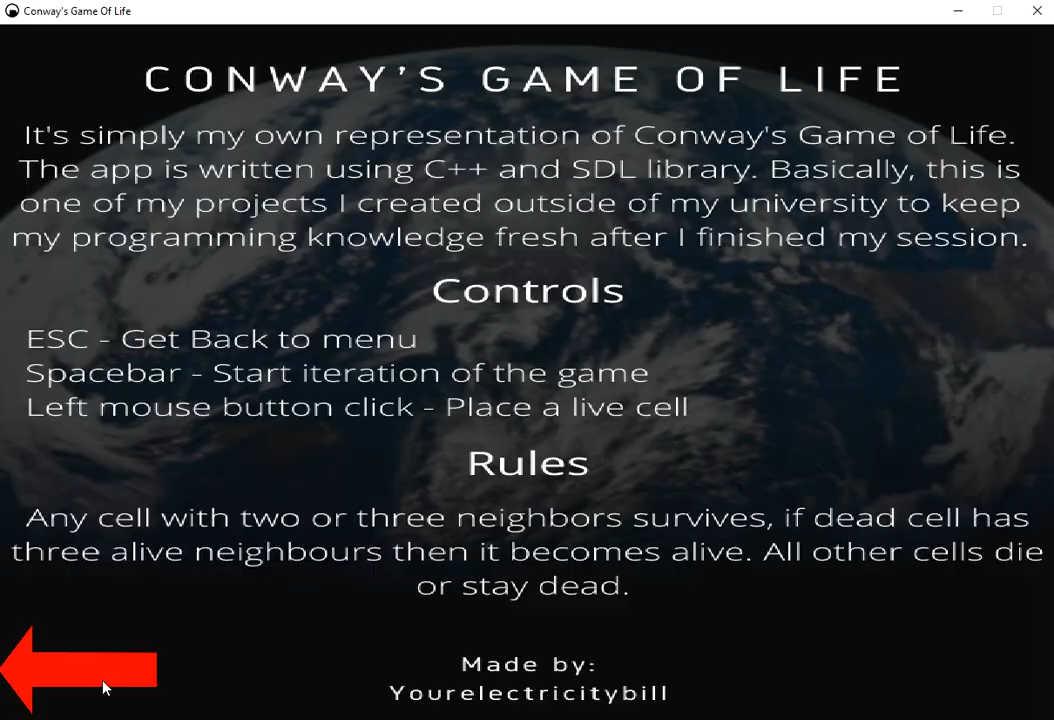 Conway's Game Of Life
CONWAY'S GAME OF LIFE
It's simply my own representation of Conway's Game of Life.
The app is written using C++ and SDL library. Basically, this is
one of my projects I created outside of my university to keep
my programming knowledge fresh after I finished my session.
Controls
ESC - Get Back to menu
Spacebar - Start iteration of the game
Left mouse button click - Place a live cell
Rules
Any cell with two or three neighbors survives, if dead cell has
three alive neighbours then it becomes alive. All other cells die
or stay dead.
Made by:
Yourelectricitybill